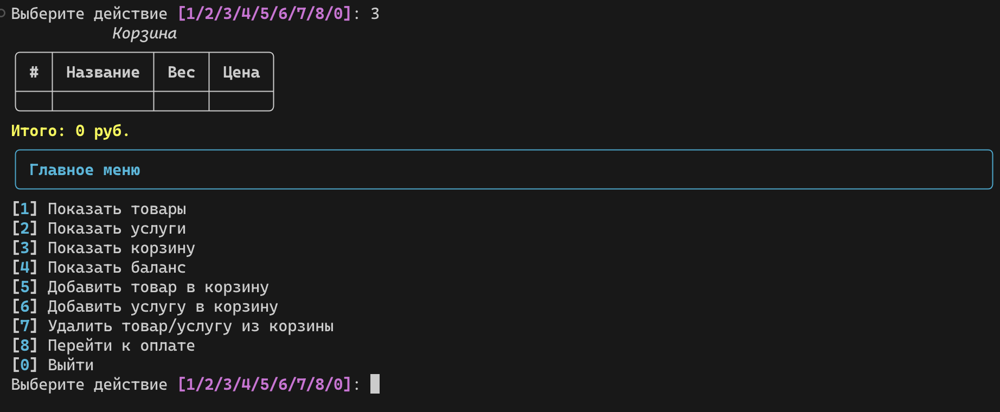 Выберите действие [1/2/3/4/5/6/7/8/0]: 3
Корзина
# Название Вес Цена
Итого: 0 руб.
Главное меню
[1] Показать товары
[2] Показать услуги
[3] Показать корзину
[4] Показать баланс
[5] Добавить товар в корзину
[6] Добавить услугу в корзину
[7] Удалить товар/услугу из корзины
[8] Перейти к оплате
[0] Выйти
Выберите действие [1/2/3/4/5/6/7/8/0]: